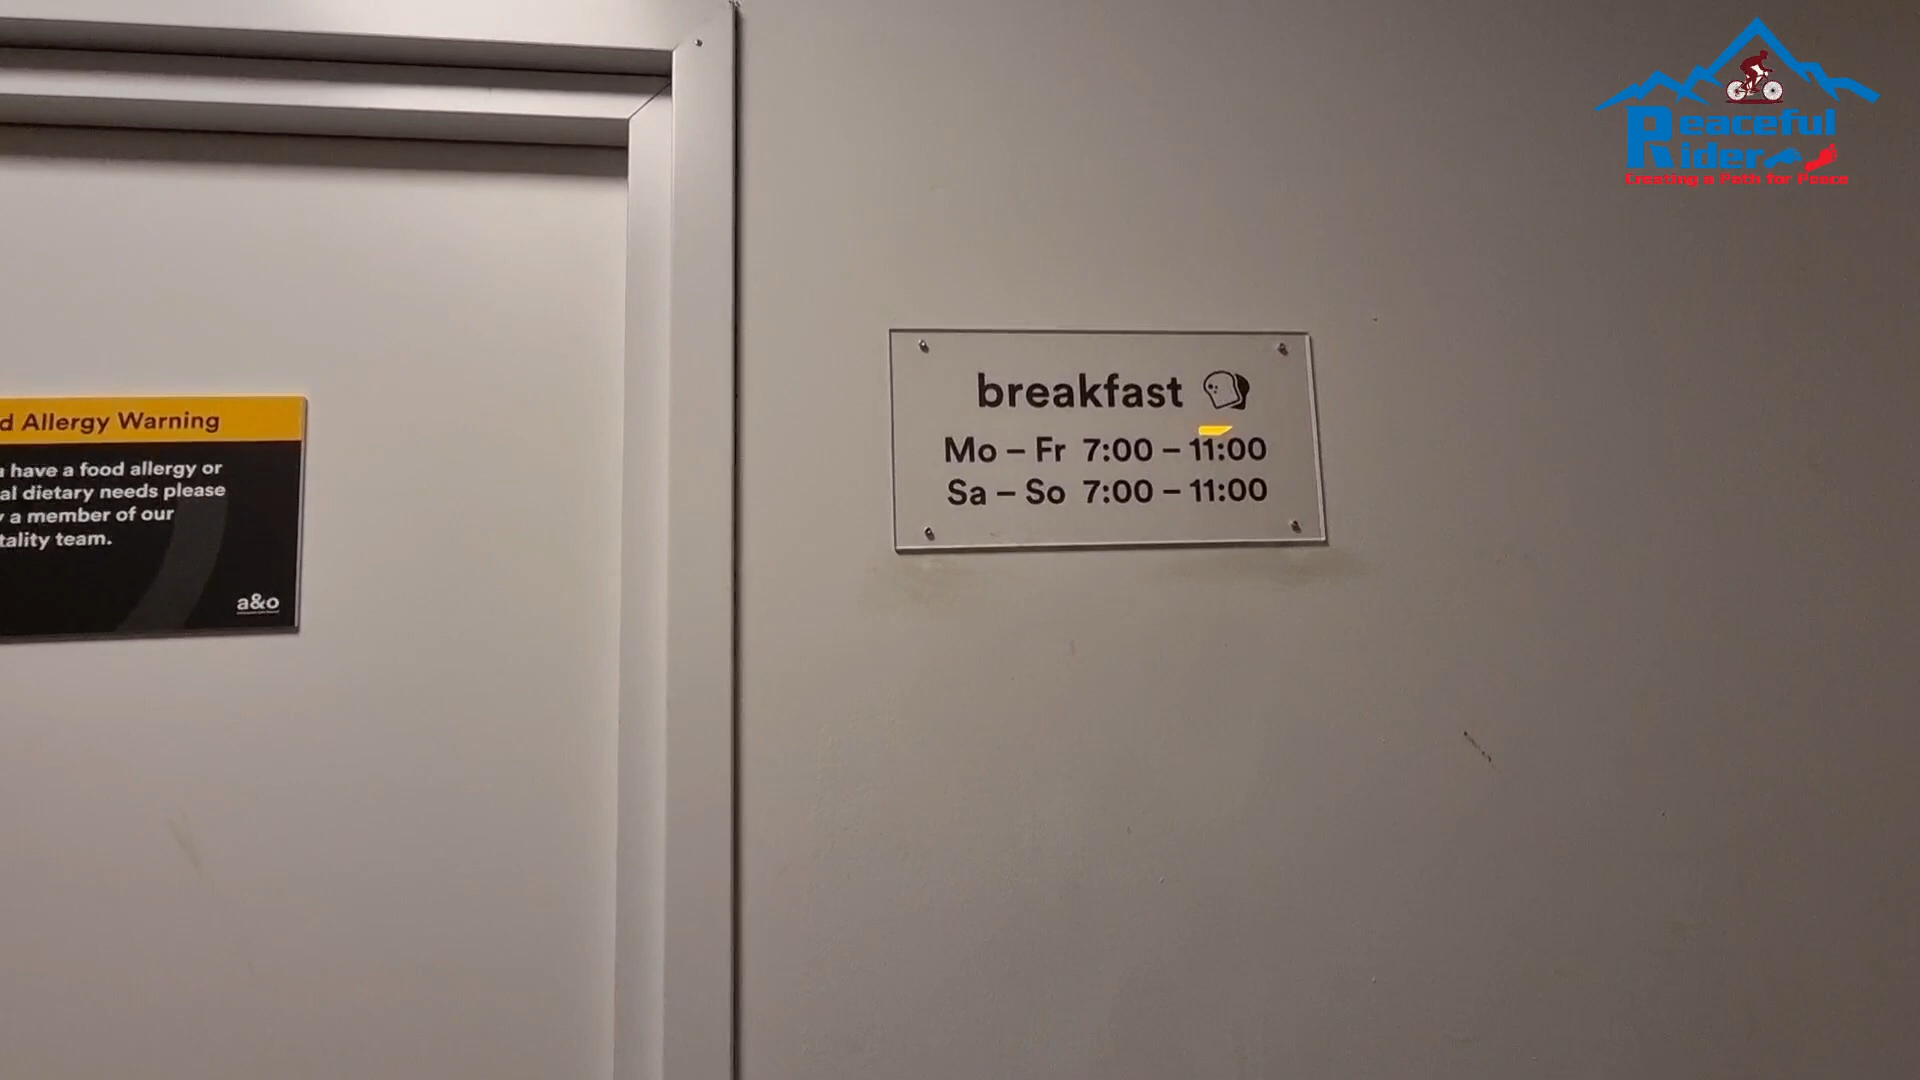 d Allergy Warning
have a food allergy or
al dietary needs please
a member of our
tality team.
a&o
breakfast
Mo – Fr 7:00 – 11:00
Sa – So 7:00 – 11:00
Peaceful
Rider
Creating a Path for Peace